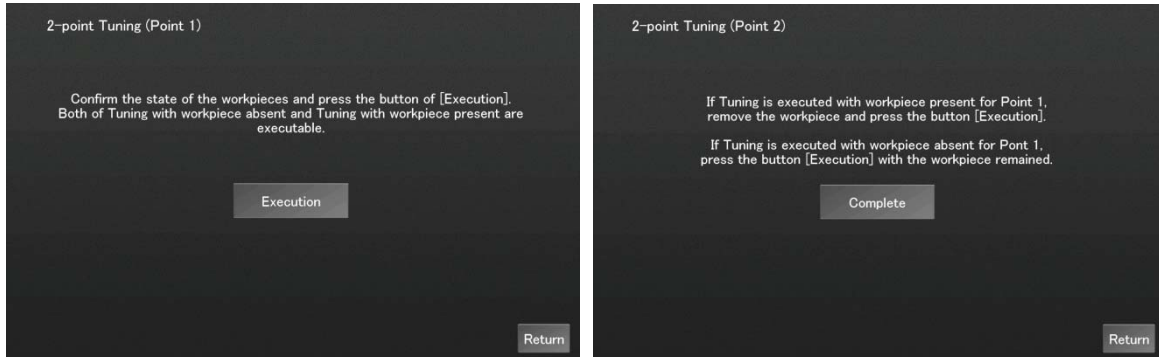 2-point Tuning (Point 1)
Confirm the state of the workpieces and press the button of [Execution].
Both of Tuning with workpiece absent and Tuning with workpiece present are
executable.
Execution
Return
2-point Tuning (Point 2)
If Tuning is executed with workpiece present for Point 1,
remove the workpiece and press the button [Execution].
If Tuning is executed with workpiece absent for Pont 1,
press the button [Execution] with the workpiece remained.
Complete
Return